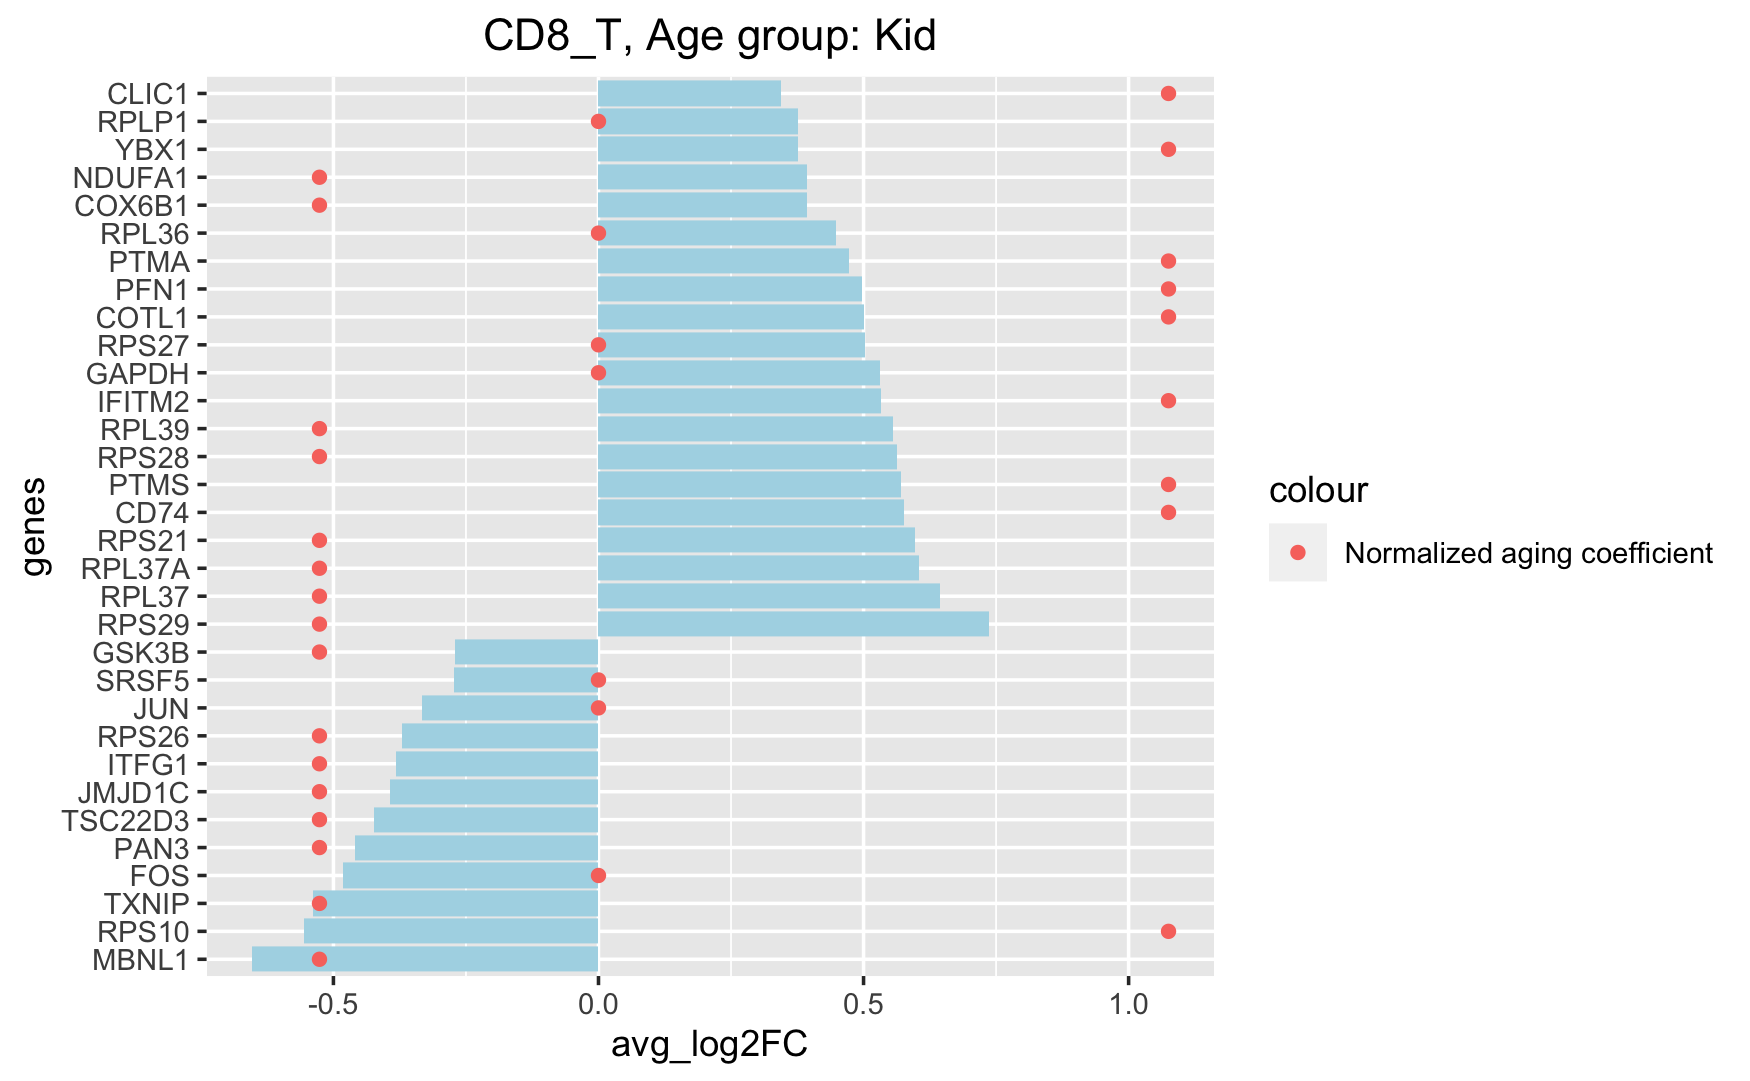 CD8_T, Age group: Kid
CLIC1
RPLP1
YBX1
NDUFA1
COX6B1
RPL36
PTMA
PFN1
COTL1
RPS27
GAPDH
IFITM2
RPL39
RPS28
PTMS
CD74
RPS21
RPL37A
RPL37
RPS29
GSK3B
SRSF5
JUN
RPS26
ITFG1
JMJD1C
TSC22D3
PAN3
FOS
TXNIP
RPS10
MBNL1
genes
-0.5 0.0 0.5 1.0
avg_log2FC
colour
Normalized aging coefficient